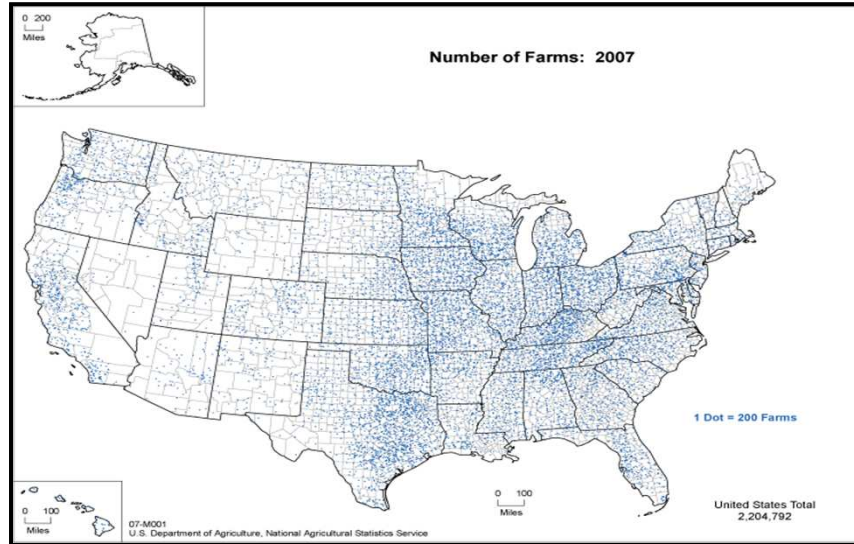 0 200
Miles
Number of Farms: 2007
1 Dot = 200 Farms
0 100
Miles
07-M001
U.S. Department of Agriculture, National Agricultural Statistics Service
0 100
Miles
United States Total
2,204,792